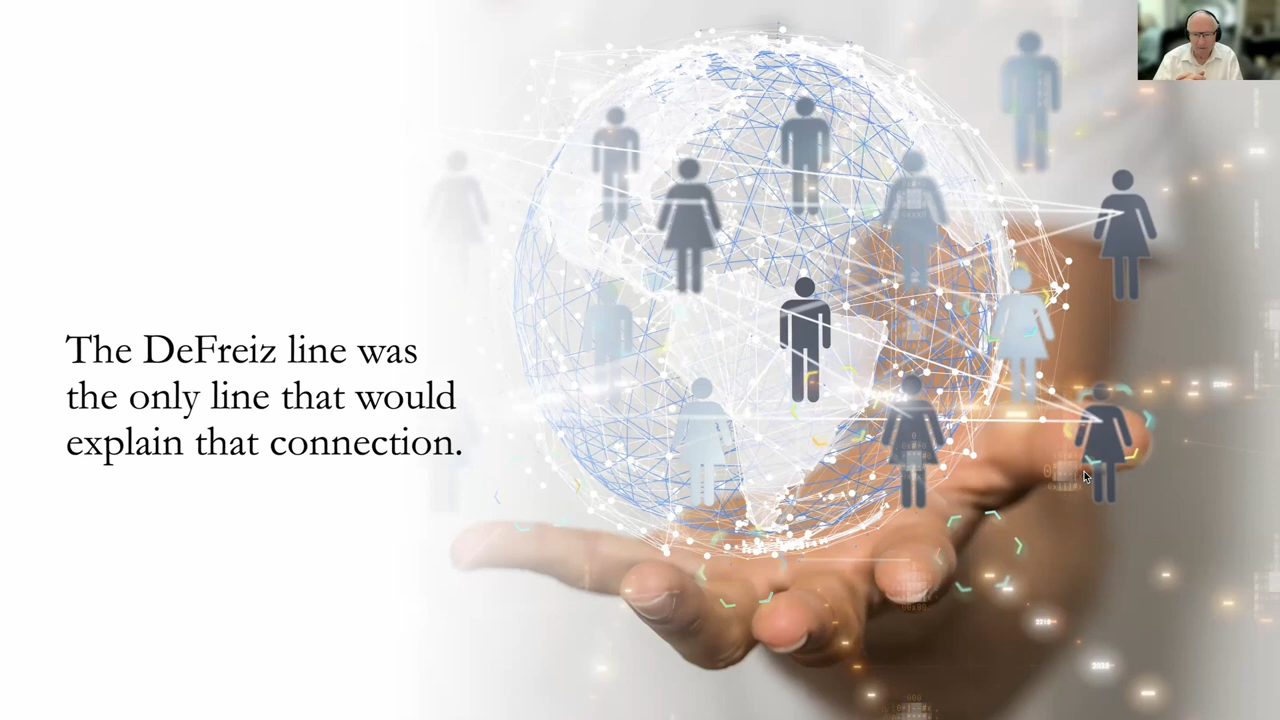 The DeFreiz line was
the only line that would
explain that connection.